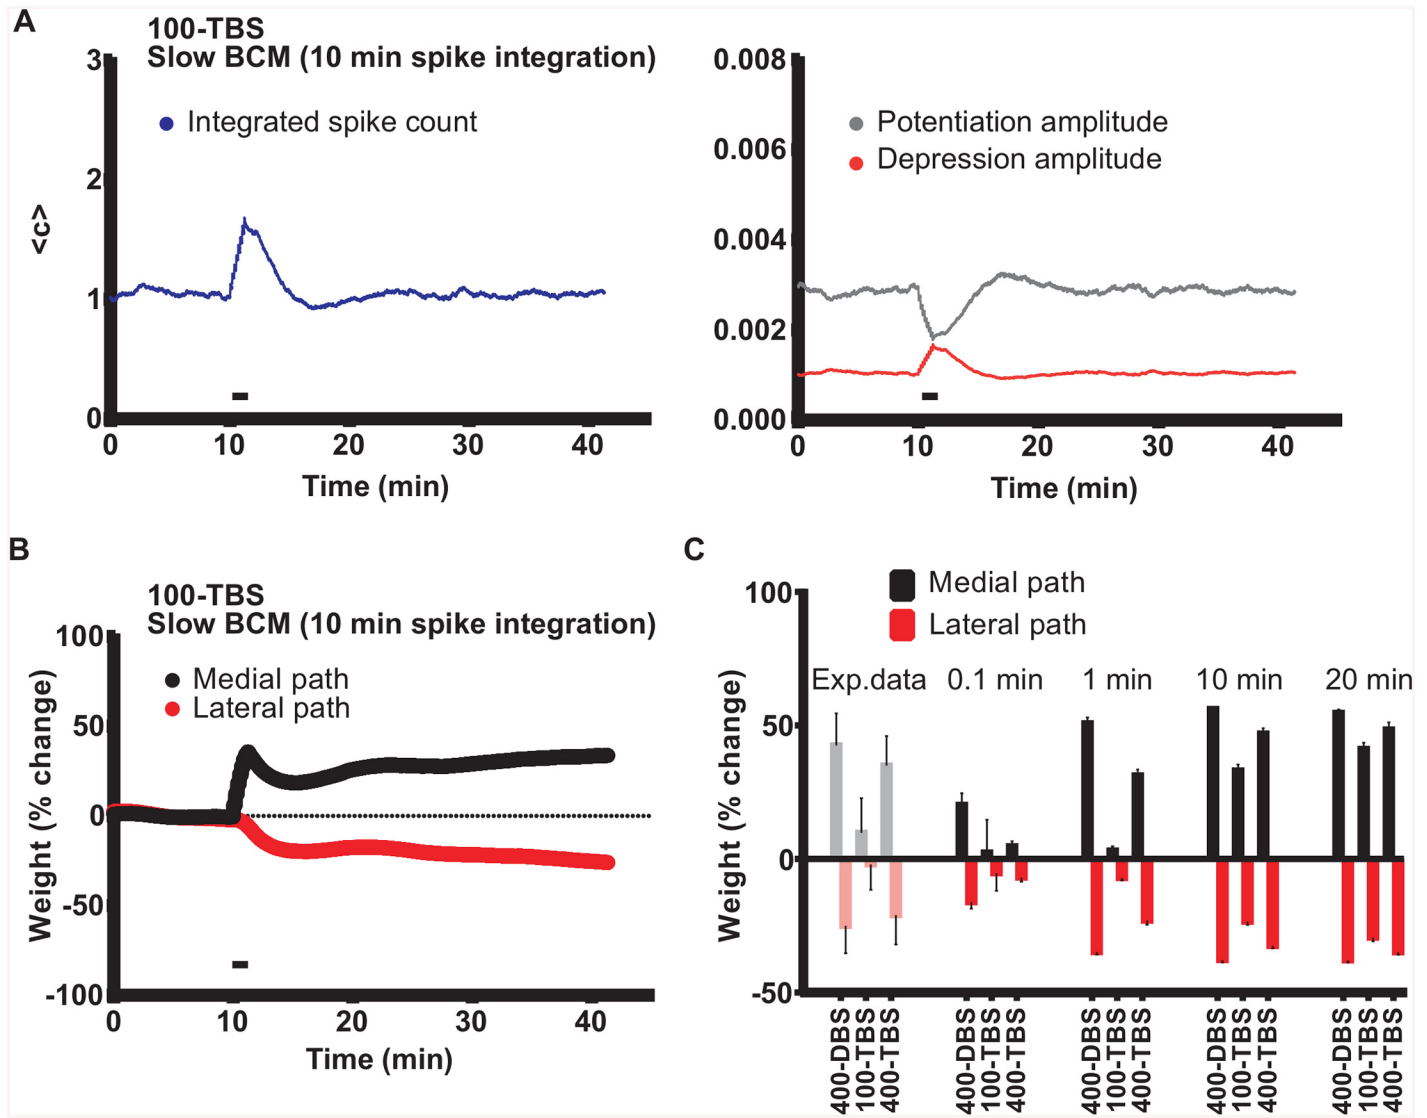 A
100-TBS
Slow BCM (10 min spike integration)
3
2
1
0
<c>
Integrated spike count
0 10 20 30 40
Time (min)
0.008
0.006
0.004
0.002
0.000
Potentiation amplitude
Depression amplitude
0 10 20 30 40
Time (min)
B
100-TBS
Slow BCM (10 min spike integration)
100
50
0
-50
-100
Weight (% change)
Medial path
Lateral path
0 10 20 30 40
Time (min)
C
Medial path
Lateral path
100
50
0
-50
Weight (% change)
Exp.data 0.1 min 1 min 10 min 20 min
400-DBS 100-TBS 400-TBS 400-DBS 100-TBS 400-TBS 400-DBS 100-TBS 400-TBS 400-DBS 100-TBS 400-TBS 400-DBS 100-TBS 400-TBS